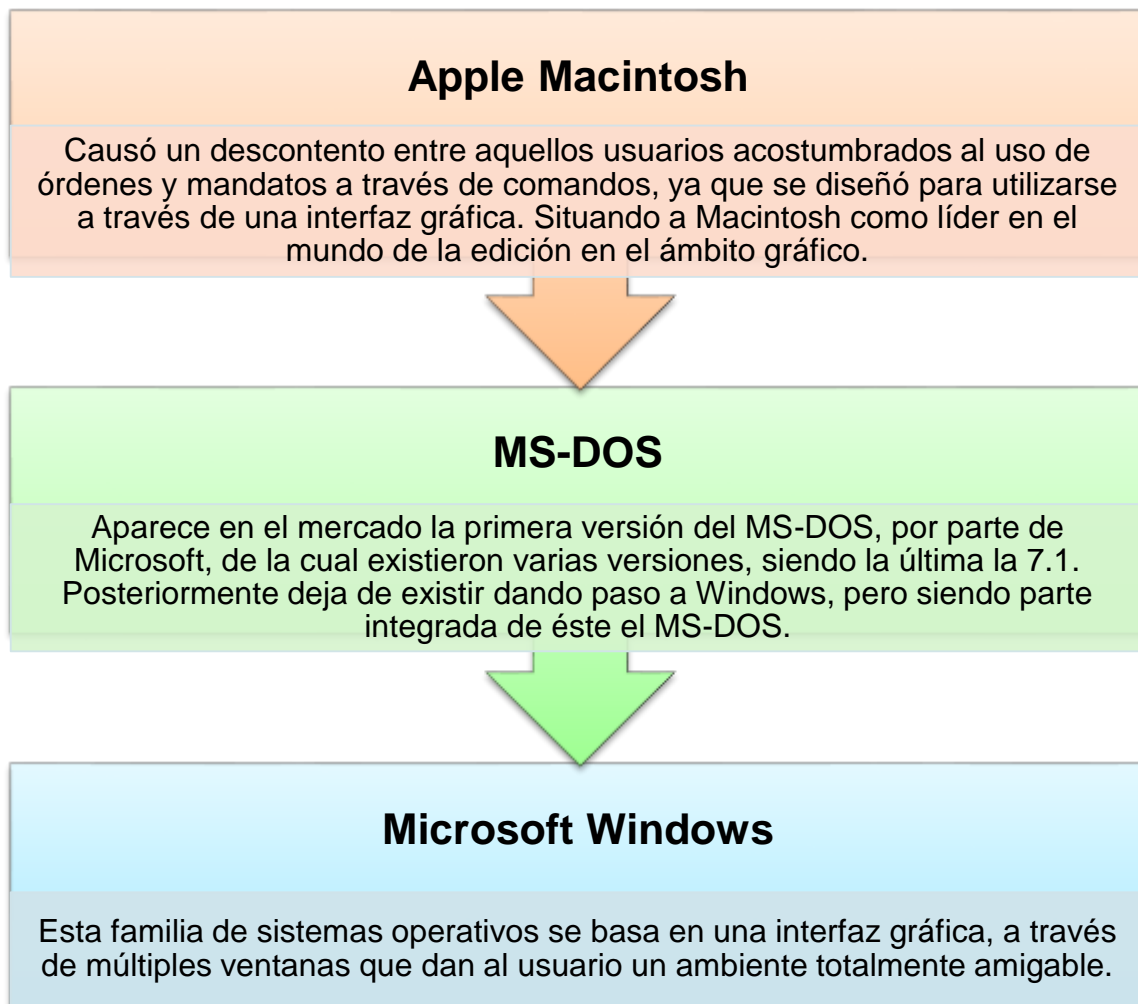 Apple Macintosh
Causó un descontento entre aquellos usuarios acostumbrados al uso de
órdenes y mandatos a través de comandos, ya que se diseñó para utilizarse
a través de una interfaz gráfica. Situando a Macintosh como líder en el
mundo de la edición en el ámbito gráfico.
MS-DOS
Aparece en el mercado la primera versión del MS-DOS, por parte de
Microsoft, de la cual existieron varias versiones, siendo la última la 7.1.
Posteriormente deja de existir dando paso a Windows, pero siendo parte
integrada de éste el MS-DOS.
Microsoft Windows
Esta familia de sistemas operativos se basa en una interfaz gráfica, a través
de múltiples ventanas que dan al usuario un ambiente totalmente amigable.